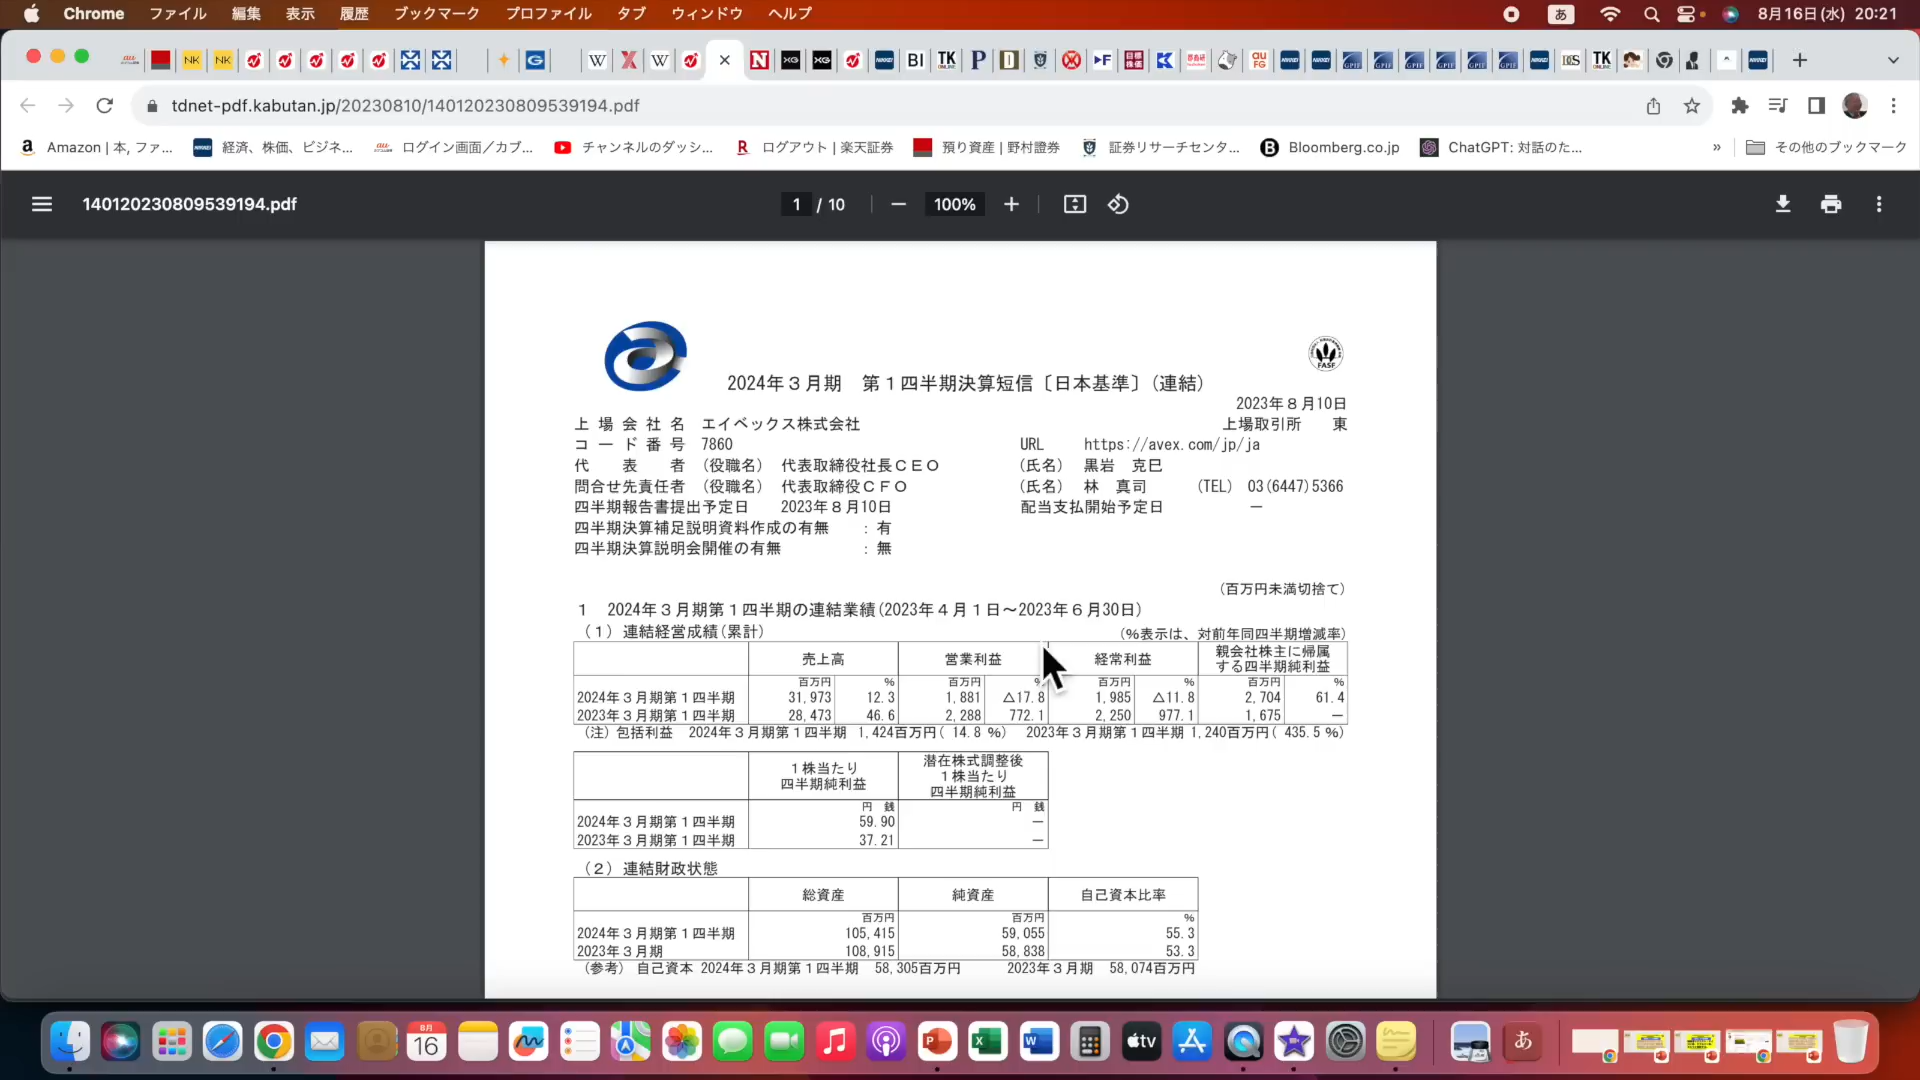 Chrome ファイル 編集 表示 履歴 ブックマーク プロファイル タブ ウィンドウ ヘルプ あ 8月16日(水) 20:21
tdnet-pdf.kabutan.jp/20230810/140120230809539194.pdf
Amazon | 本, ファ... 経済、株価、ビジネ... ログイン画面／カブ... チャンネルのダッシ... ログアウト | 楽天証券 預り資産 | 野村證券 証券リサーチセンタ... Bloomberg.co.jp ChatGPT: 対話のた... » その他のブックマーク
140120230809539194.pdf 1 / 10 100%
FASF
2024年３月期　第１四半期決算短信〔日本基準〕(連結)
2023年８月10日
上 場 会 社 名 エイベックス株式会社 上場取引所 東
コ ー ド 番 号 7860 URL https://avex.com/jp/ja
代 表 者 (役職名) 代表取締役社長ＣＥＯ (氏名) 黒岩 克巳
問合せ先責任者 (役職名) 代表取締役ＣＦＯ (氏名) 林 真司 (TEL) 03(6447)5366
四半期報告書提出予定日 2023年８月10日 配当支払開始予定日 －
四半期決算補足説明資料作成の有無 ： 有
四半期決算説明会開催の有無 ： 無
(百万円未満切捨て)
１ 2024年３月期第１四半期の連結業績(2023年４月１日～2023年６月30日)
(１) 連結経営成績(累計) (％表示は、対前年同四半期増減率)
売上高 営業利益 経常利益 親会社株主に帰属する四半期純利益
百万円 ％ 百万円 ％ 百万円 ％ 百万円 ％
2024年３月期第１四半期 31,973 12.3 1,881 △17.8 1,985 △11.8 2,704 61.4
2023年３月期第１四半期 28,473 46.6 2,288 772.1 2,250 977.1 1,675 －
(注) 包括利益 2024年３月期第１四半期 1,424百万円( 14.8 ％) 2023年３月期第１四半期 1,240百万円( 435.5 ％)
１株当たり四半期純利益 潜在株式調整後１株当たり四半期純利益
円 銭 円 銭
2024年３月期第１四半期 59.90 －
2023年３月期第１四半期 37.21 －
(２) 連結財政状態
総資産 純資産 自己資本比率
百万円 百万円 ％
2024年３月期第１四半期 105,415 59,055 55.3
2023年３月期 108,915 58,838 53.3
(参考) 自己資本 2024年３月期第１四半期 58,305百万円 2023年３月期 58,074百万円